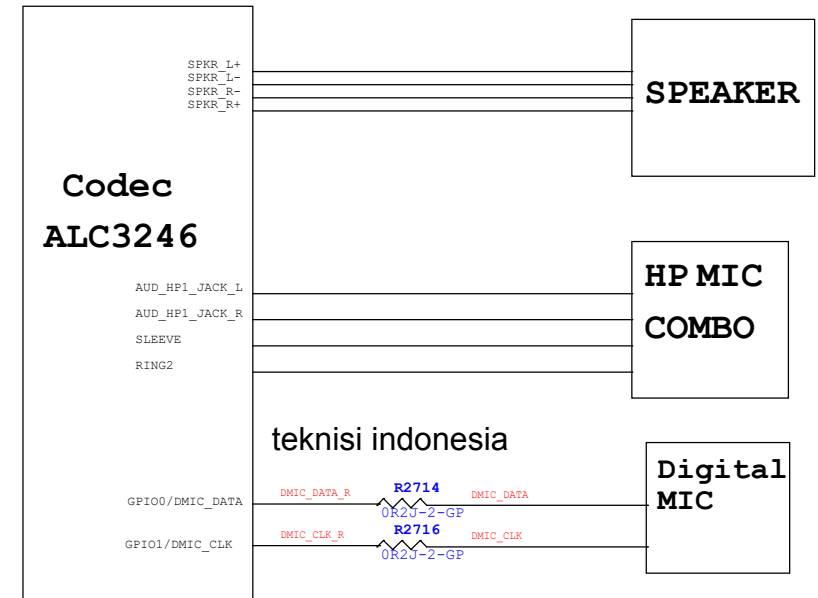 SPKR_L+
SPKR_L-
SPKR_R-
SPKR_R+
SPEAKER
Codec
ALC3246
AUD_HP1_JACK_L
AUD_HP1_JACK_R
SLEEVE
RING2
HP MIC
COMBO
teknisi indonesia
GPIO0/DMIC_DATA
DMIC_DATA_R
R2714
0R2J-2-GP
DMIC_DATA
GPIO1/DMIC_CLK
DMIC_CLK_R
R2716
0R2J-2-GP
DMIC_CLK
Digital
MIC